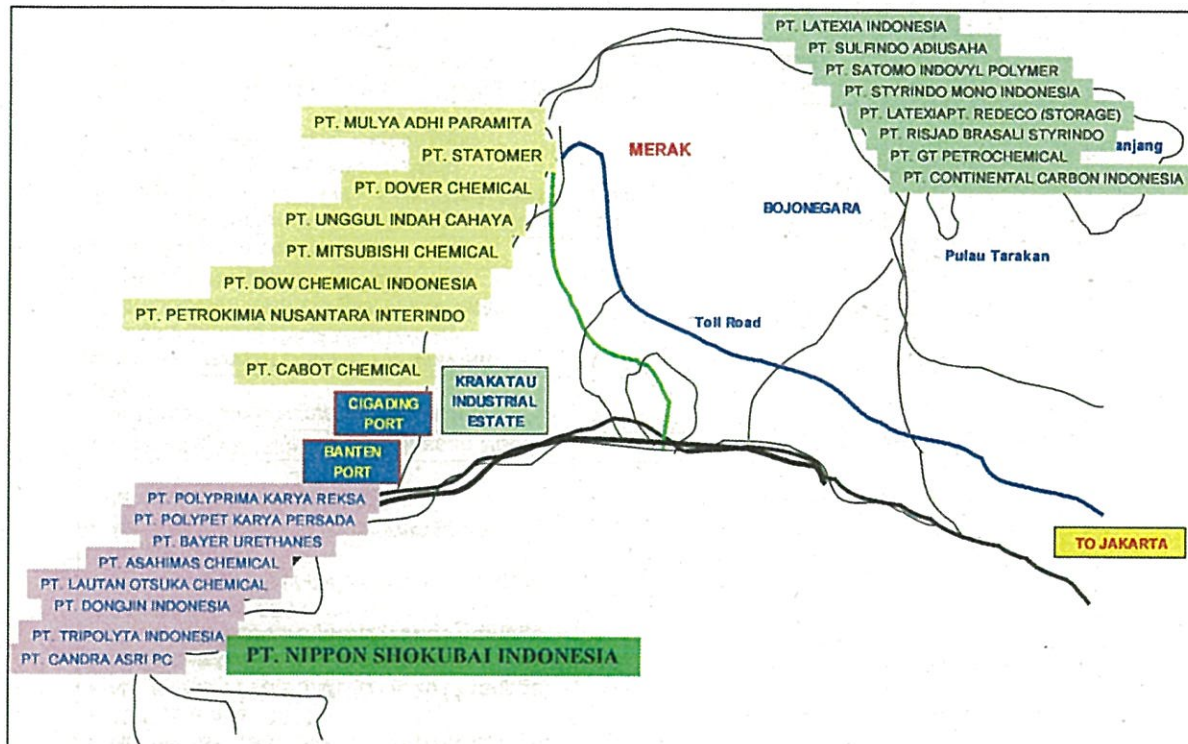 PT. LATEXIA INDONESIA
PT. SULFINDO ADIUSAHA
PT. SATOMO INDOVYL POLYMER
PT. STYRINDO MONO INDONESIA
PT. LATEXIAPT. REDECO (STORAGE)
PT. RISJAD BRASALI STYRINDO
PT. GT PETROCHEMICAL
anjang
PT. CONTINENTAL CARBON INDONESIA
PT. MULYA ADHI PARAMITA
PT. STATOMER
MERAK
PT. DOVER CHEMICAL
PT. UNGGUL INDAH CAHAYA
BOJONEGARA
PT. MITSUBISHI CHEMICAL
Pulau Tarakan
PT. DOW CHEMICAL INDONESIA
PT. PETROKIMIA NUSANTARA INTERINDO
Toll Road
PT. CABOT CHEMICAL
KRAKATAU
INDUSTRIAL
ESTATE
CIGADING
PORT
BANTEN
PORT
PT. POLYPRIMA KARYA REKSA
PT. POLYPET KARYA PERSADA
PT. BAYER URETHANES
PT. ASAHIMAS CHEMICAL
PT. LAUTAN OTSUKA CHEMICAL
PT. DONGJIN INDONESIA
PT. TRIPOLYTA INDONESIA
PT. CANDRA ASRI PC
PT. NIPPON SHOKUBAI INDONESIA
TO JAKARTA